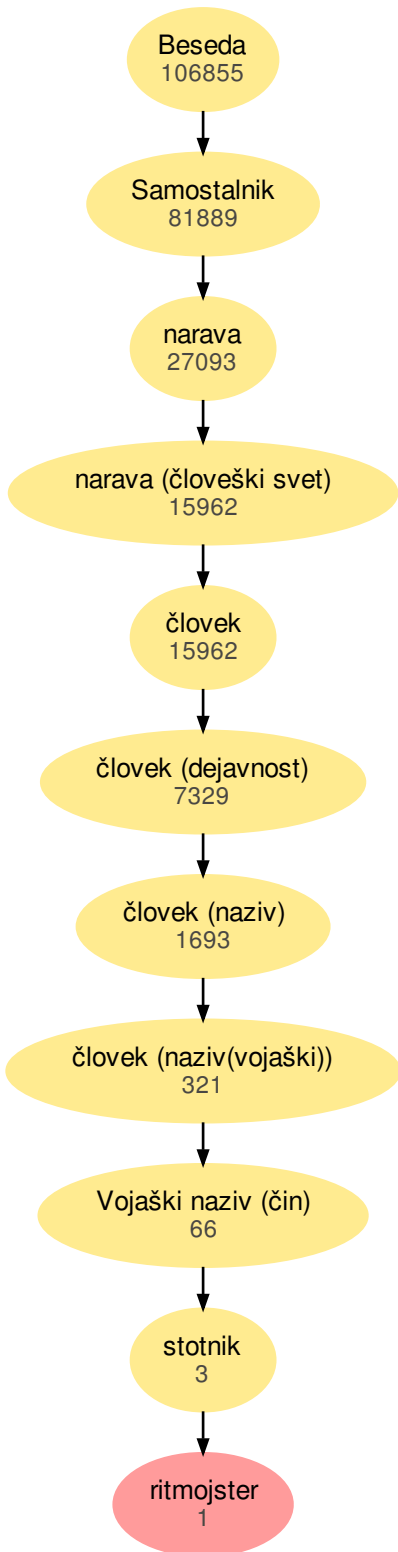 Beseda
106855
Samostalnik
81889
narava
27093
narava (človeški svet)
15962
človek
15962
človek (dejavnost)
7329
človek (naziv)
1693
človek (naziv(vojaški))
321
Vojaški naziv (čin)
66
stotnik
3
ritmojster
1